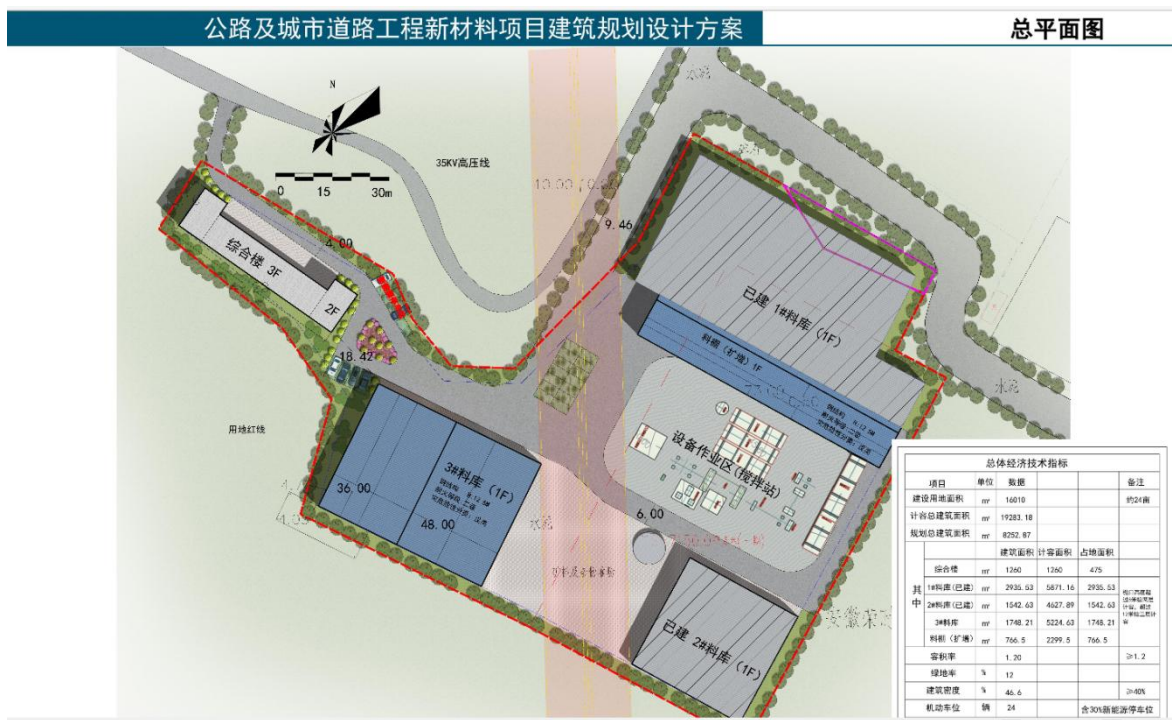 公路及城市道路工程新材料项目建筑规划设计方案
总平面图
N
35KV高压线
0 15 30m
水泥
10.00
9.46
4.00
综合楼 3F
2F
18.42
已建 1#料库（1F）
料棚（扩墙）1F
水泥
用地红线
设备作业区(搅拌站)
3#料库（1F）
36.00
48.00
6.00
水泥
已建 2#料库（1F）
总体经济技术指标
项目 单位 数据 备注
建设用地面积 ㎡ 16010 约24亩
计容总建筑面积 ㎡ 19283.18
规划总建筑面积 ㎡ 8252.87
其中
建筑面积 计容面积 占地面积
综合楼 ㎡ 1260 1260 475
1#料库(已建) ㎡ 2935.53 5871.16 2935.53
2#料库(已建) ㎡ 1542.63 4627.89 1542.63
3#料库 ㎡ 1748.21 5224.63 1748.21
料棚（扩墙） ㎡ 766.5 2299.5 766.5
容积率 1.20 ≥1.2
绿地率 % 12
建筑密度 % 46.6 ≥40%
机动车位 辆 24 含30%新能源停车位